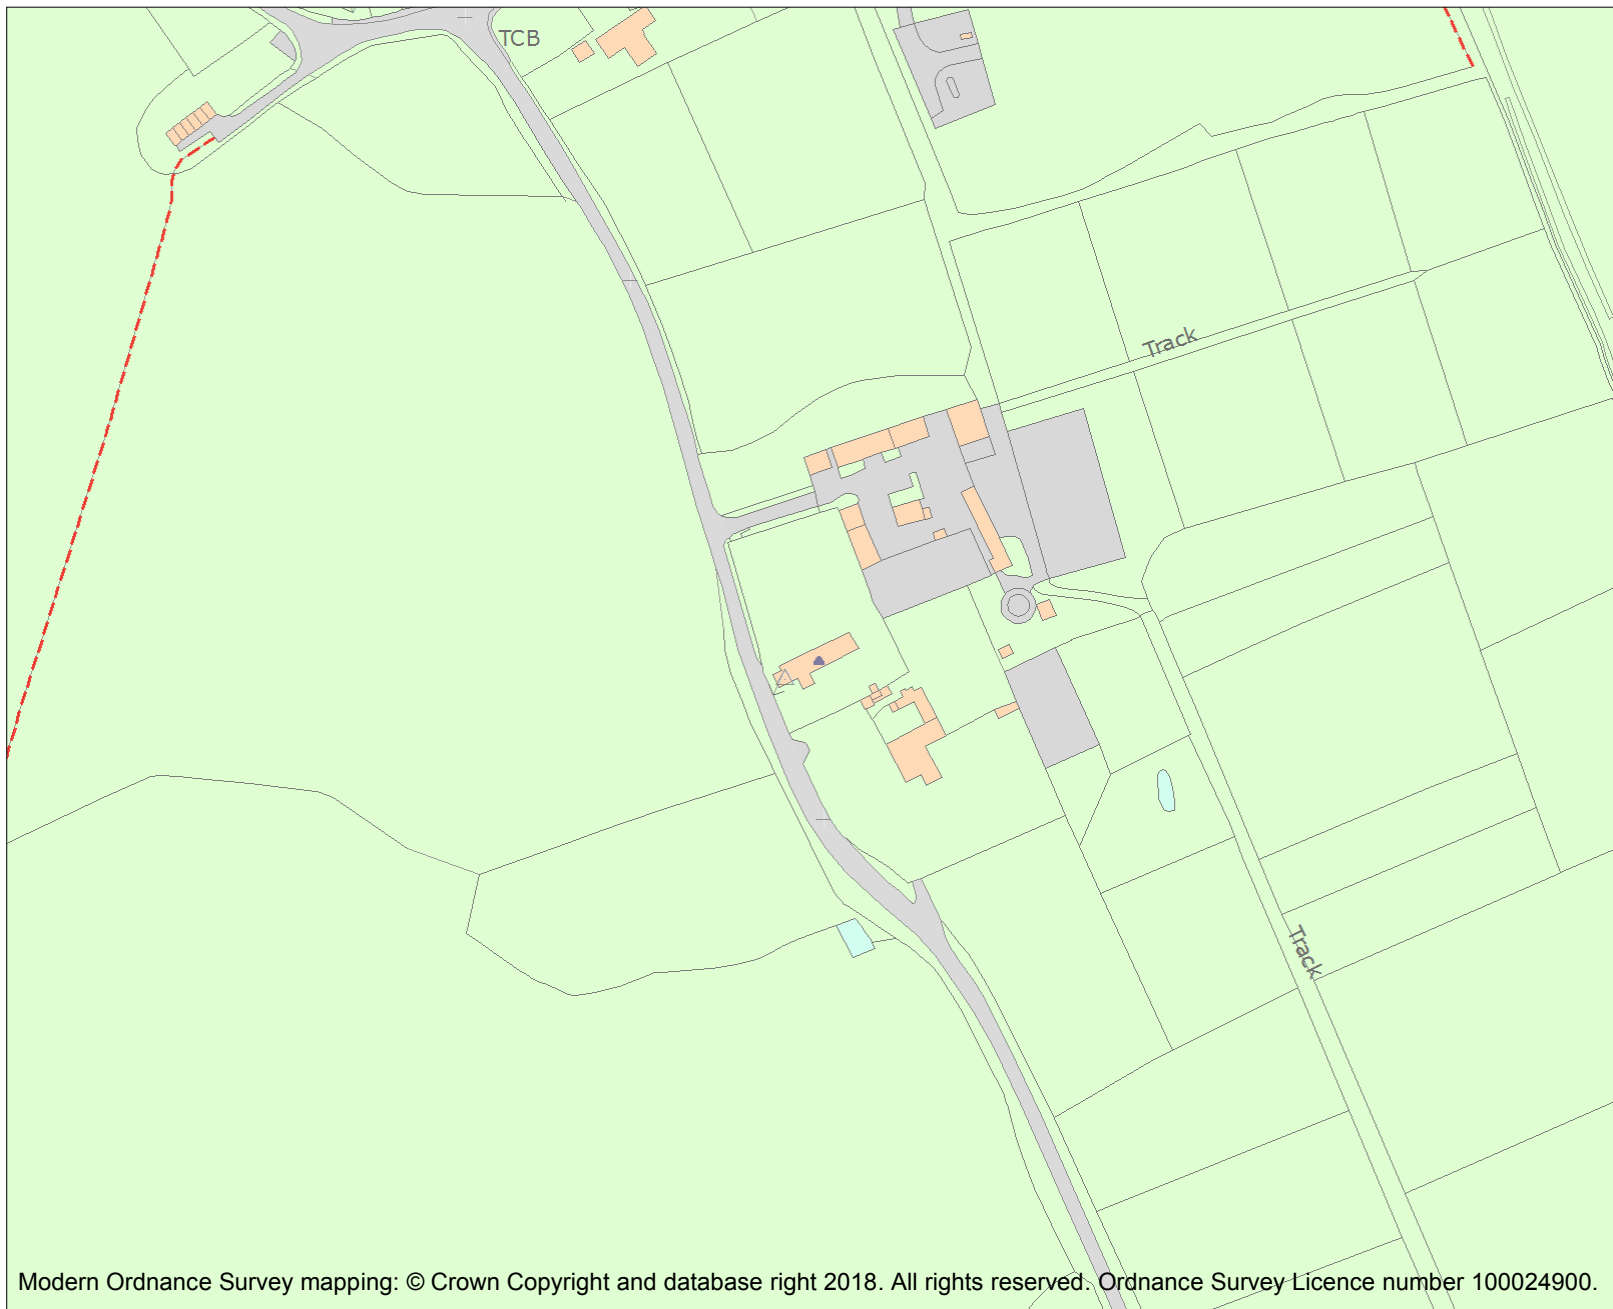 TCB
Track
Track
Modern Ordnance Survey mapping: © Crown Copyright and database right 2018. All rights reserved. Ordnance Survey Licence number 100024900.